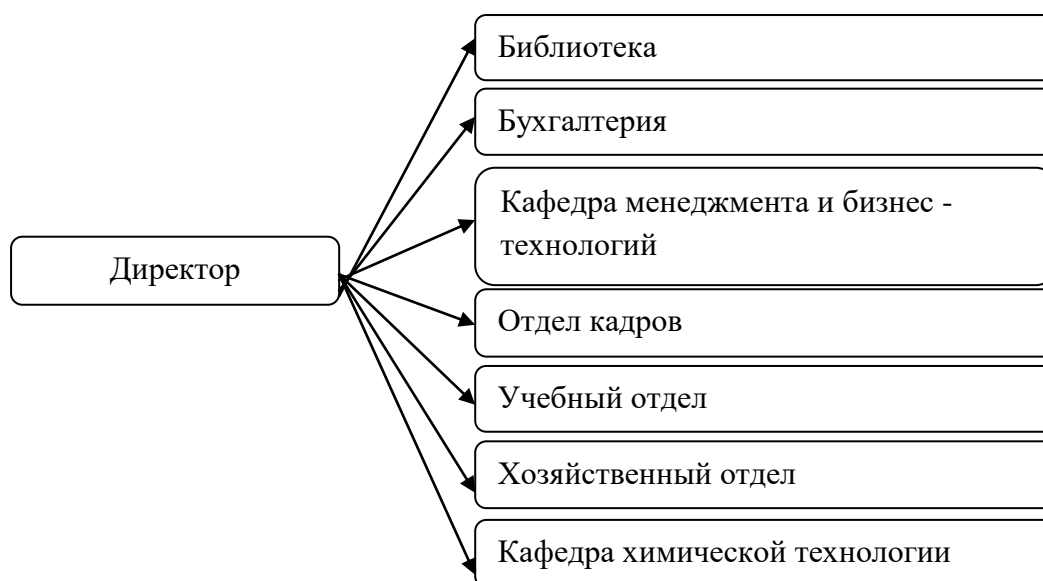 Библиотека
Бухгалтерия
Кафедра менеджмента и бизнес -
технологий
Директор
Отдел кадров
Учебный отдел
Хозяйственный отдел
Кафедра химической технологии